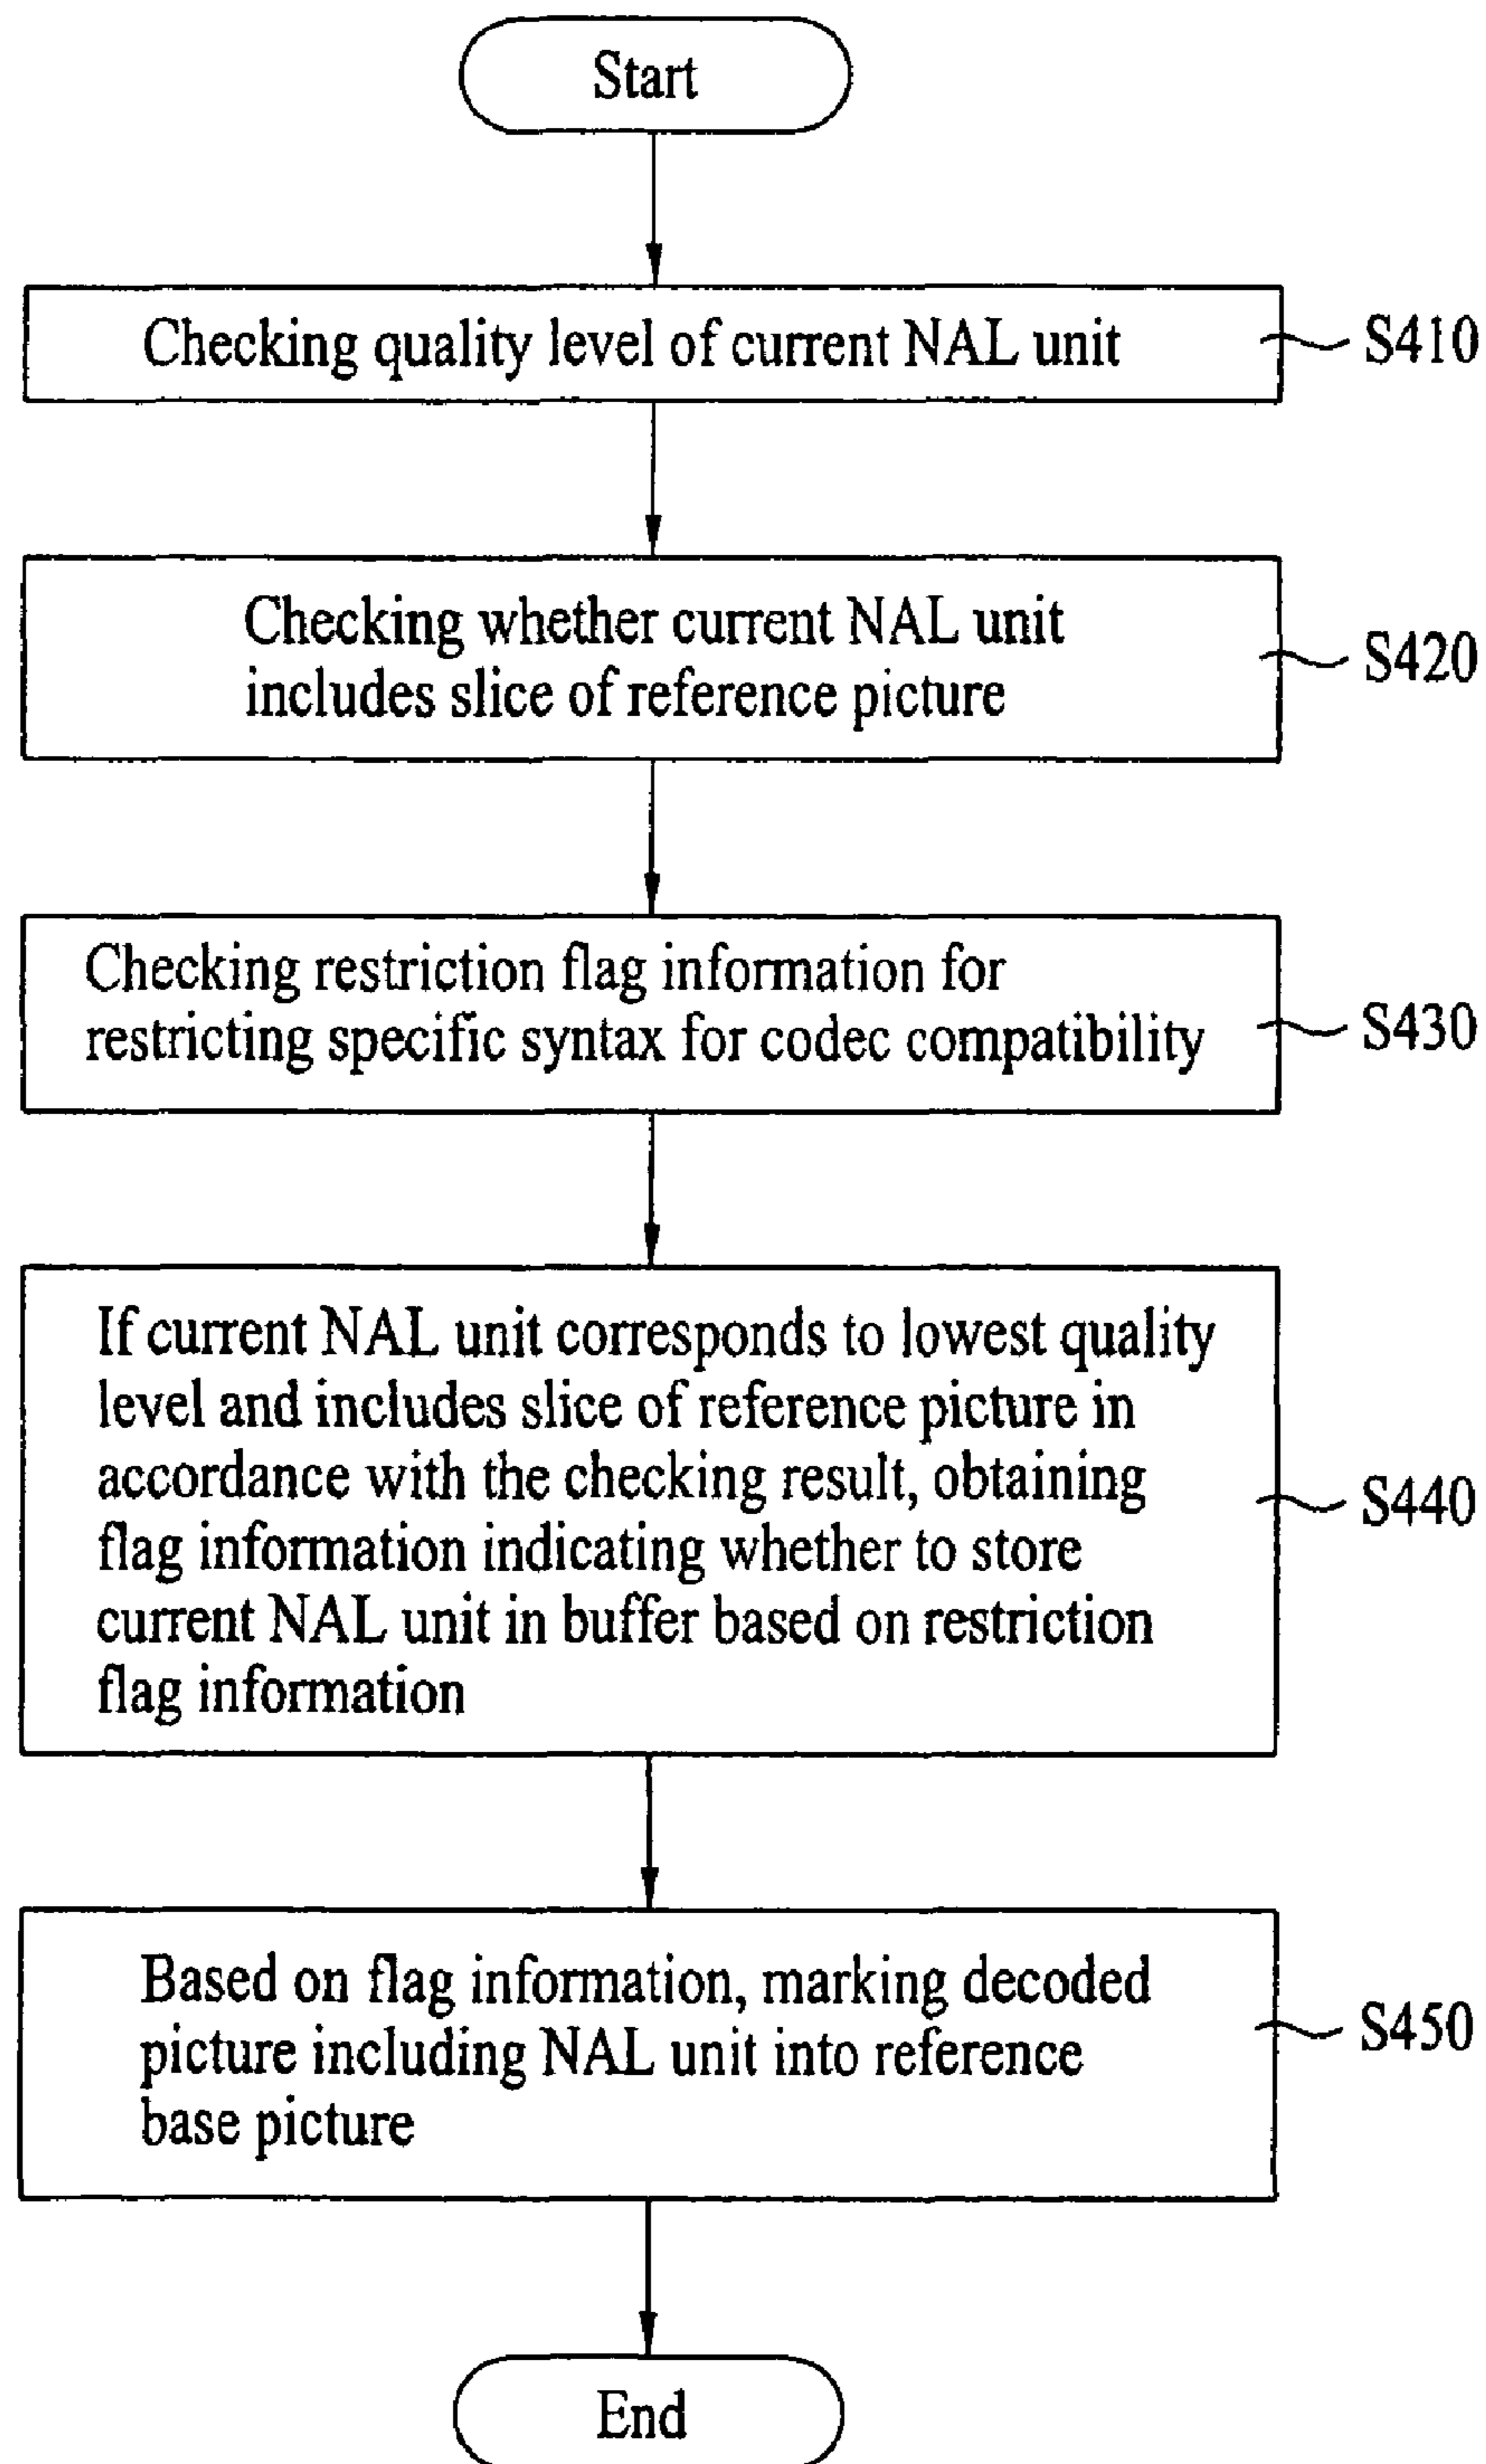 Start
Checking quality level of current NAL unit
S410
Checking whether current NAL unit
includes slice of reference picture
S420
Checking restriction flag information for
restricting specific syntax for codec compatibility
S430
If current NAL unit corresponds to lowest quality
level and includes slice of reference picture in
accordance with the checking result, obtaining
flag information indicating whether to store
current NAL unit in buffer based on restriction
flag information
S440
Based on flag information, marking decoded
picture including NAL unit into reference
base picture
S450
End